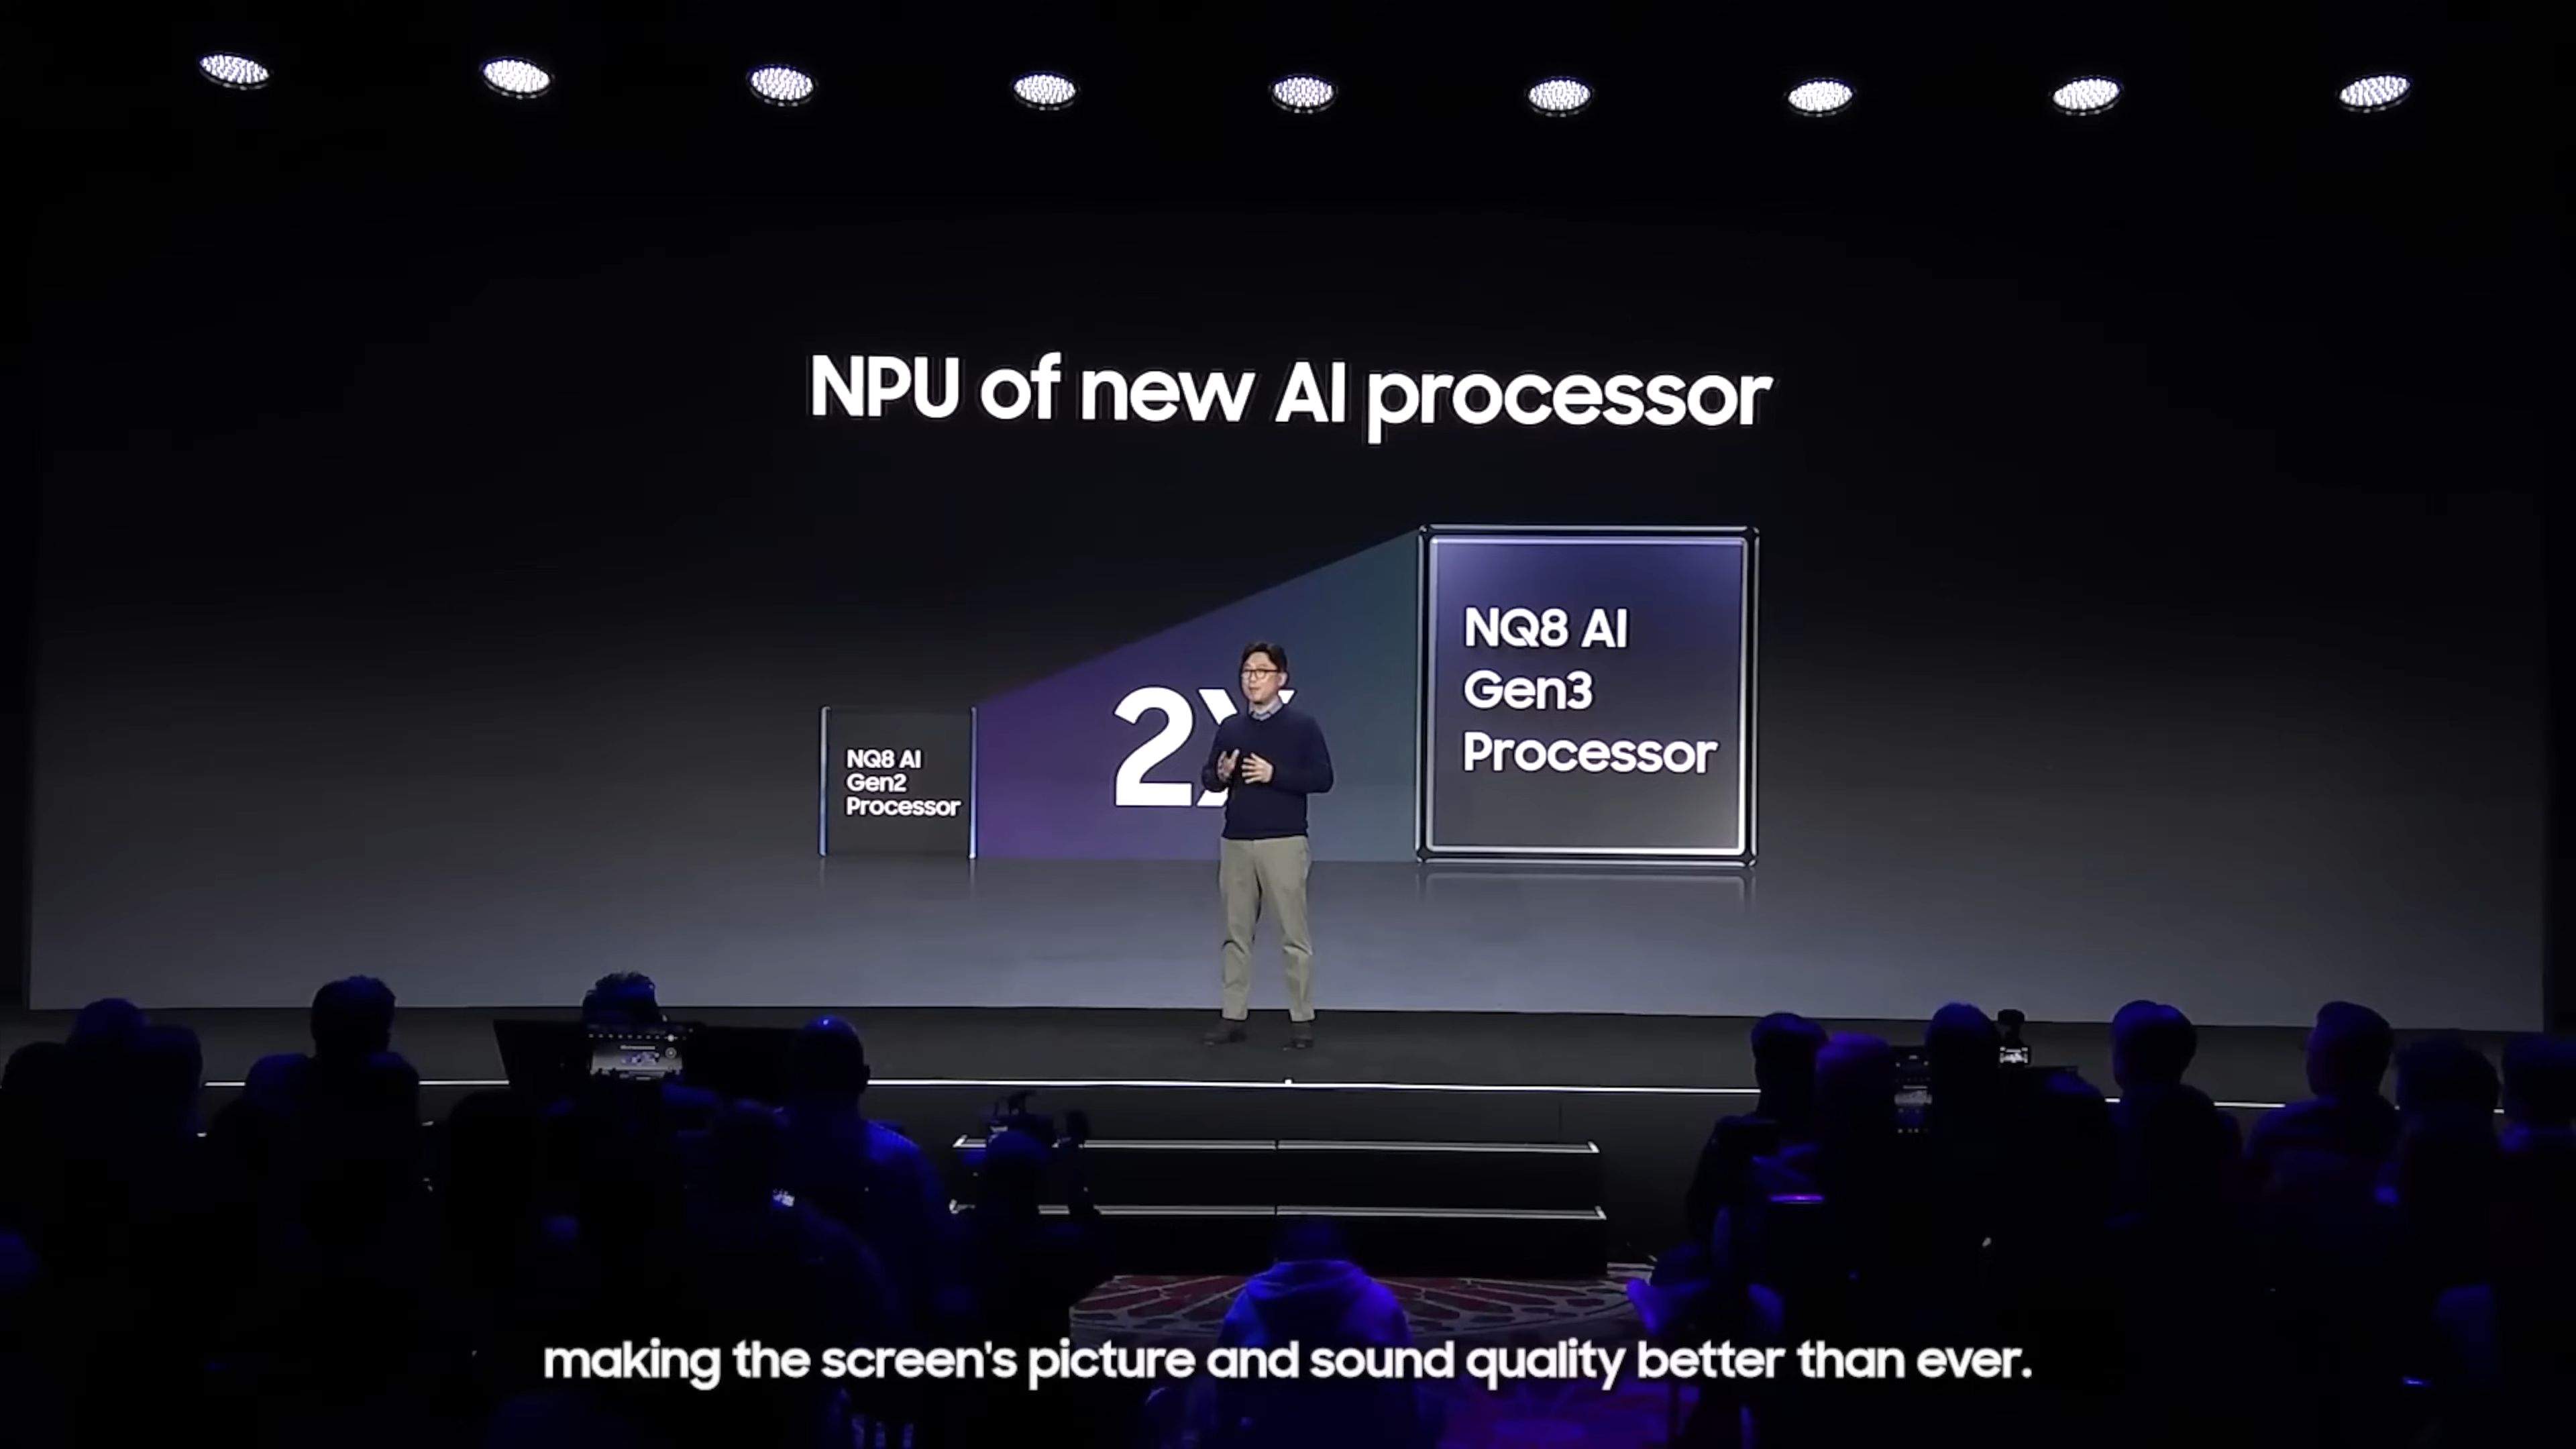 NPU of new AI processor
NQ8 AI
Gen2
Processor
2X
NQ8 AI
Gen3
Processor
making the screen's picture and sound quality better than ever.